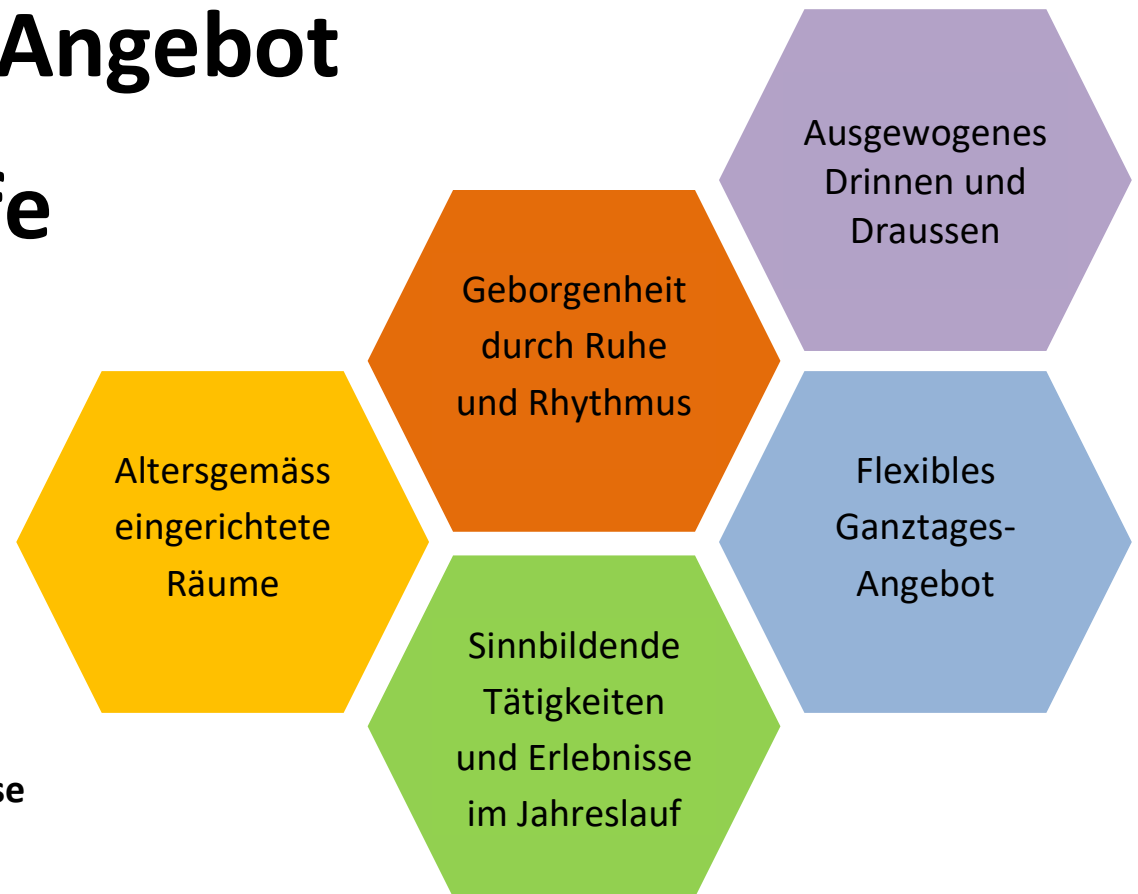 Angebot
fe
Ausgewogenes
Drinnen und
Draussen
Geborgenheit
durch Ruhe
und Rhythmus
Altersgemäss
eingerichtete
Räume
Flexibles
Ganztages-
Angebot
Sinnbildende
Tätigkeiten
und Erlebnisse
im Jahreslauf
se